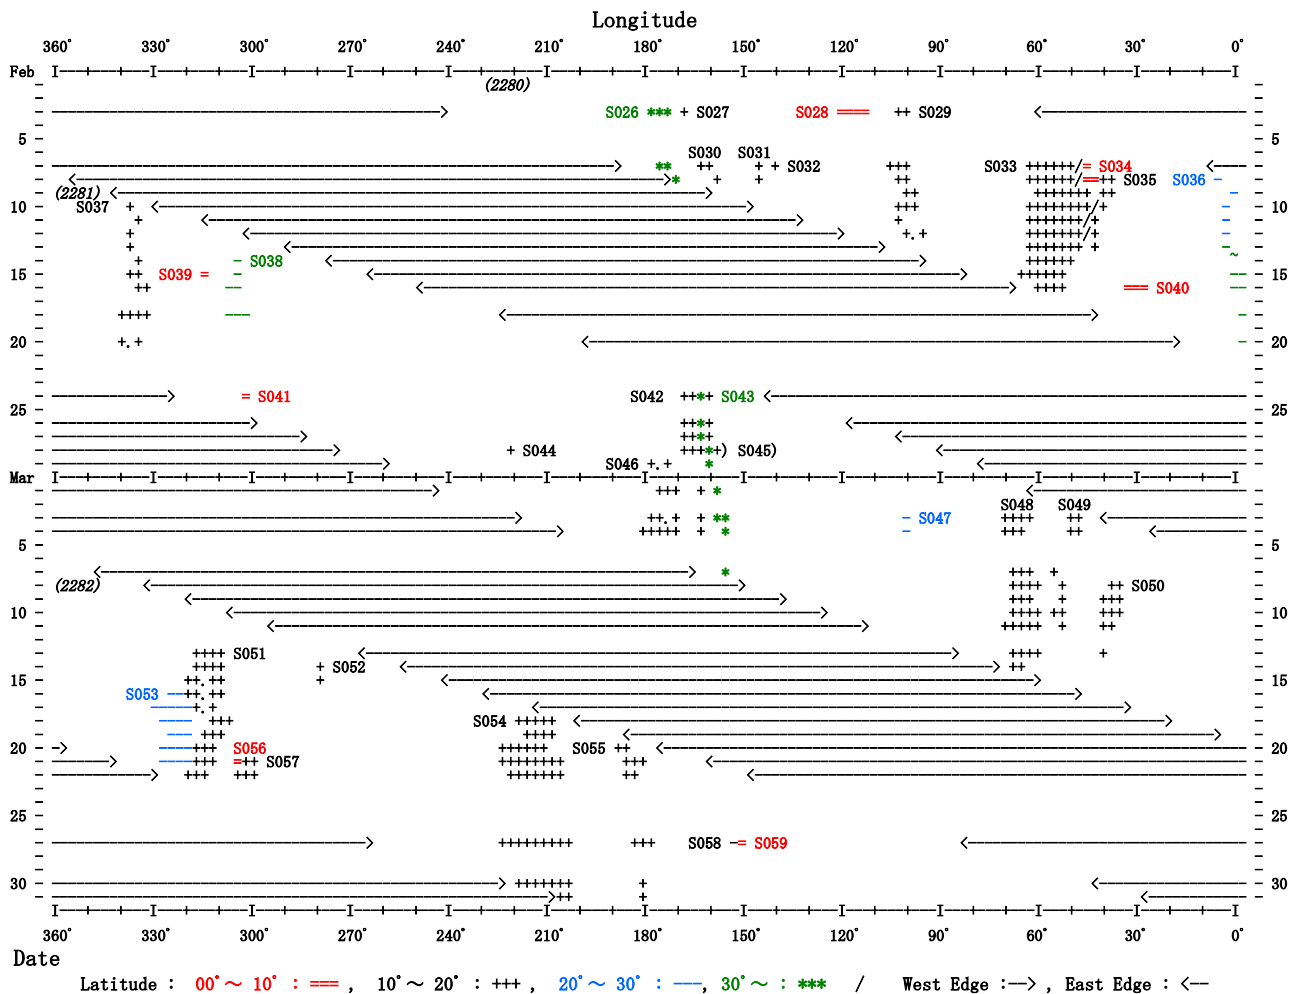 Longitude
360° 330° 300° 270° 240° 210° 180° 150° 120° 90° 60° 30° 0°
Feb
(2280)
S026 *** + S027 S028 ==== ++ S029
5 5
S030 S031
S032 S033 S034
S035 S036
(2281)
10 S037 10
S038
15 S039 15
S040
20 20
S041 S042 S043
25 25
S044 S045)
S046
Mar
S048 S049
S047
5 5
(2282) S050
10 10
S051
S052
15 15
S053
S054
20 S056 S055 20
S057
25 25
S058 S059
30 30
360° 330° 300° 270° 240° 210° 180° 150° 120° 90° 60° 30° 0°
Date
Latitude : 00°～ 10° : === , 10°～ 20° : +++ , 20°～ 30° : ---, 30°～ : *** / West Edge :--> , East Edge : <--